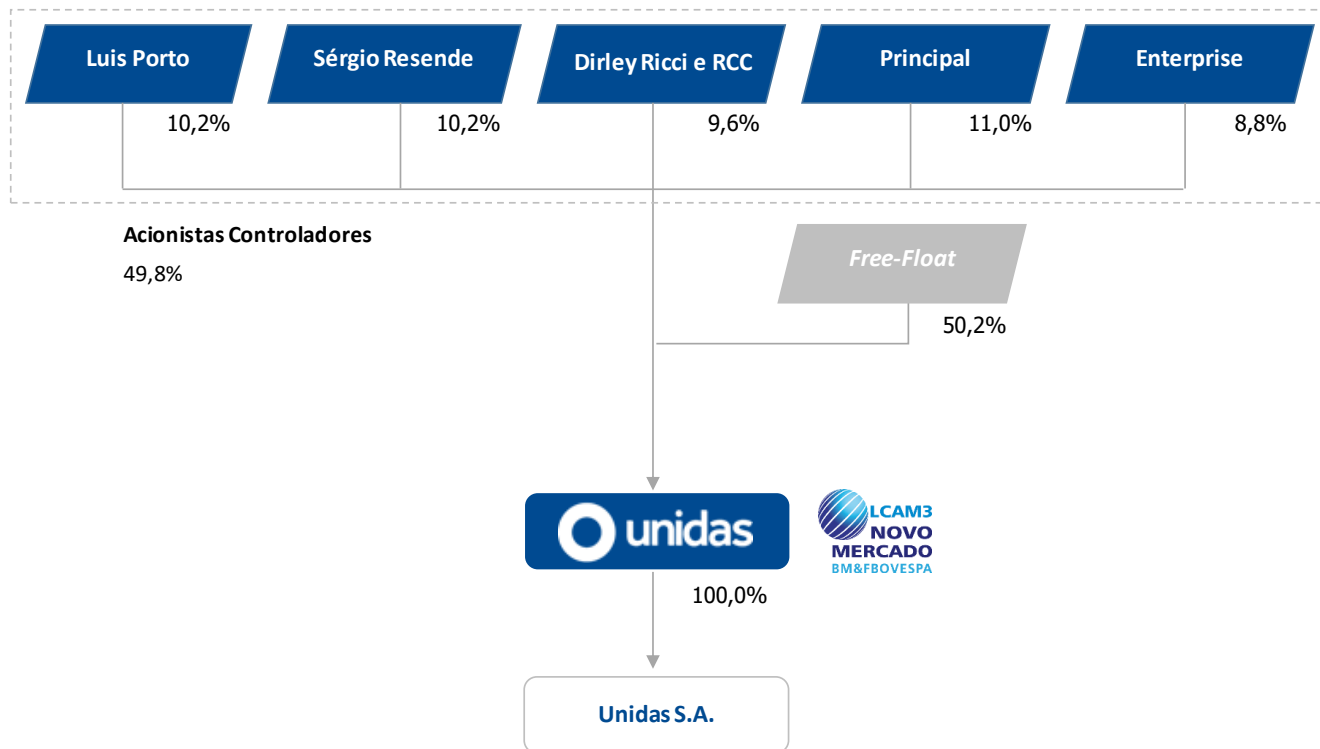 Luis Porto
Sérgio Resende
Dirley Ricci e RCC
Principal
Enterprise
10,2%
10,2%
9,6%
11,0%
8,8%
Acionistas Controladores
49,8%
Free-Float
50,2%
unidas
LCAM3
NOVO
MERCADO
BM&FBOVESPA
100,0%
Unidas S.A.